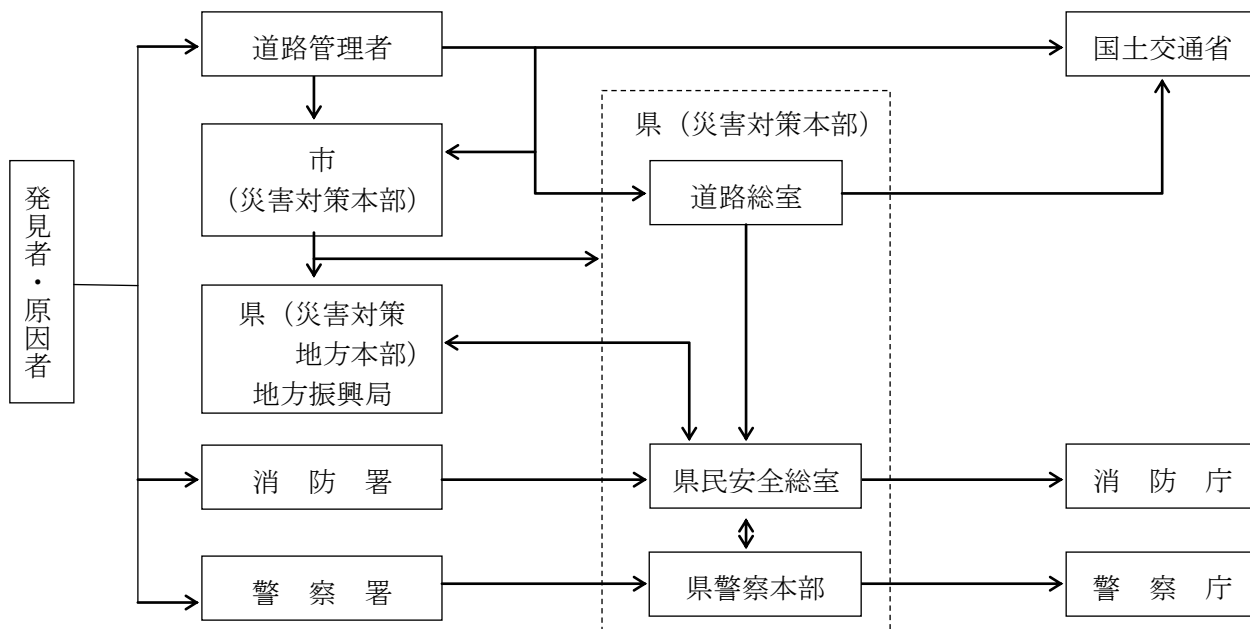 道路管理者
国土交通省
県（災害対策本部）
市
（災害対策本部）
道路総室
発見者・原因者
県（災害対策
地方本部）
地方振興局
消　防　署
県民安全総室
消　防　庁
警　察　署
県警察本部
警　察　庁